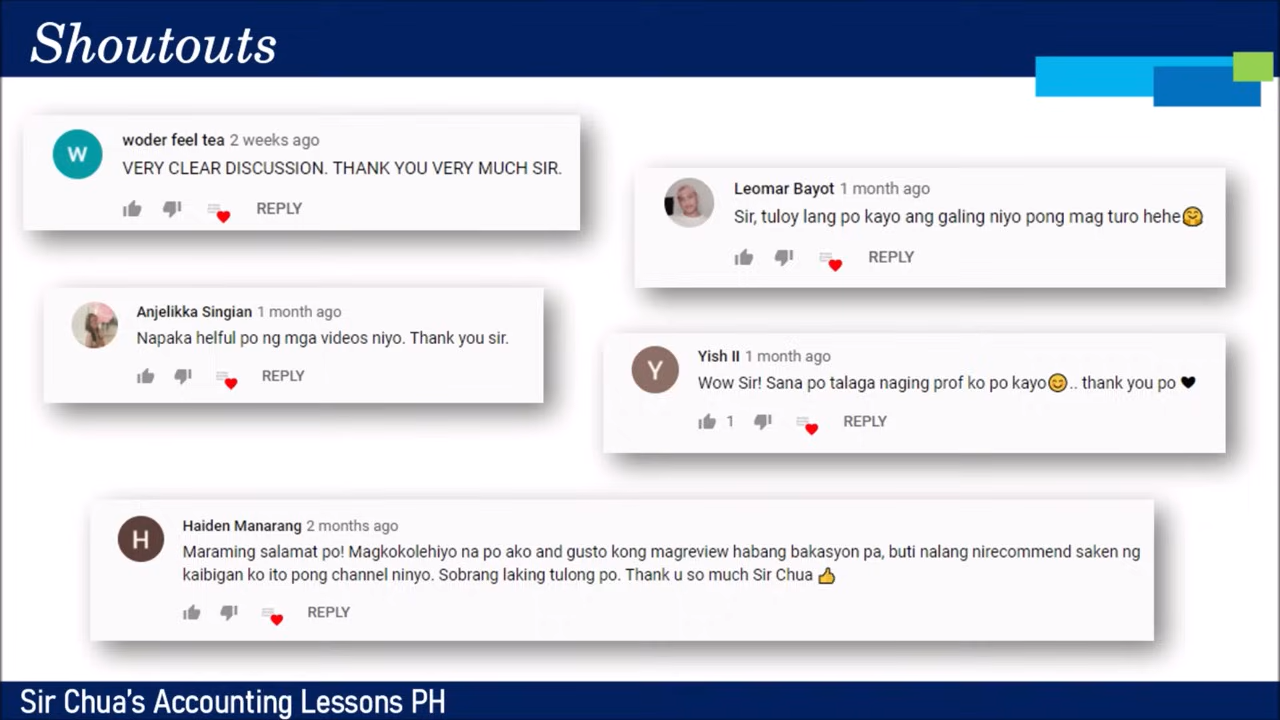 Shoutouts
W
woder feel tea 2 weeks ago
VERY CLEAR DISCUSSION. THANK YOU VERY MUCH SIR.
REPLY
Leomar Bayot 1 month ago
Sir, tuloy lang po kayo ang galing niyo pong mag turo hehe🤗
REPLY
Anjelikka Singian 1 month ago
Napaka helful po ng mga videos niyo. Thank you sir.
REPLY
Y
Yish II 1 month ago
Wow Sir! Sana po talaga naging prof ko po kayo😊.. thank you po 🖤
1 REPLY
H
Haiden Manarang 2 months ago
Maraming salamat po! Magkokolehiyo na po ako and gusto kong magreview habang bakasyon pa, buti nalang nirecommend saken ng
kaibigan ko ito pong channel ninyo. Sobrang laking tulong po. Thank u so much Sir Chua 👍
REPLY
Sir Chua's Accounting Lessons PH